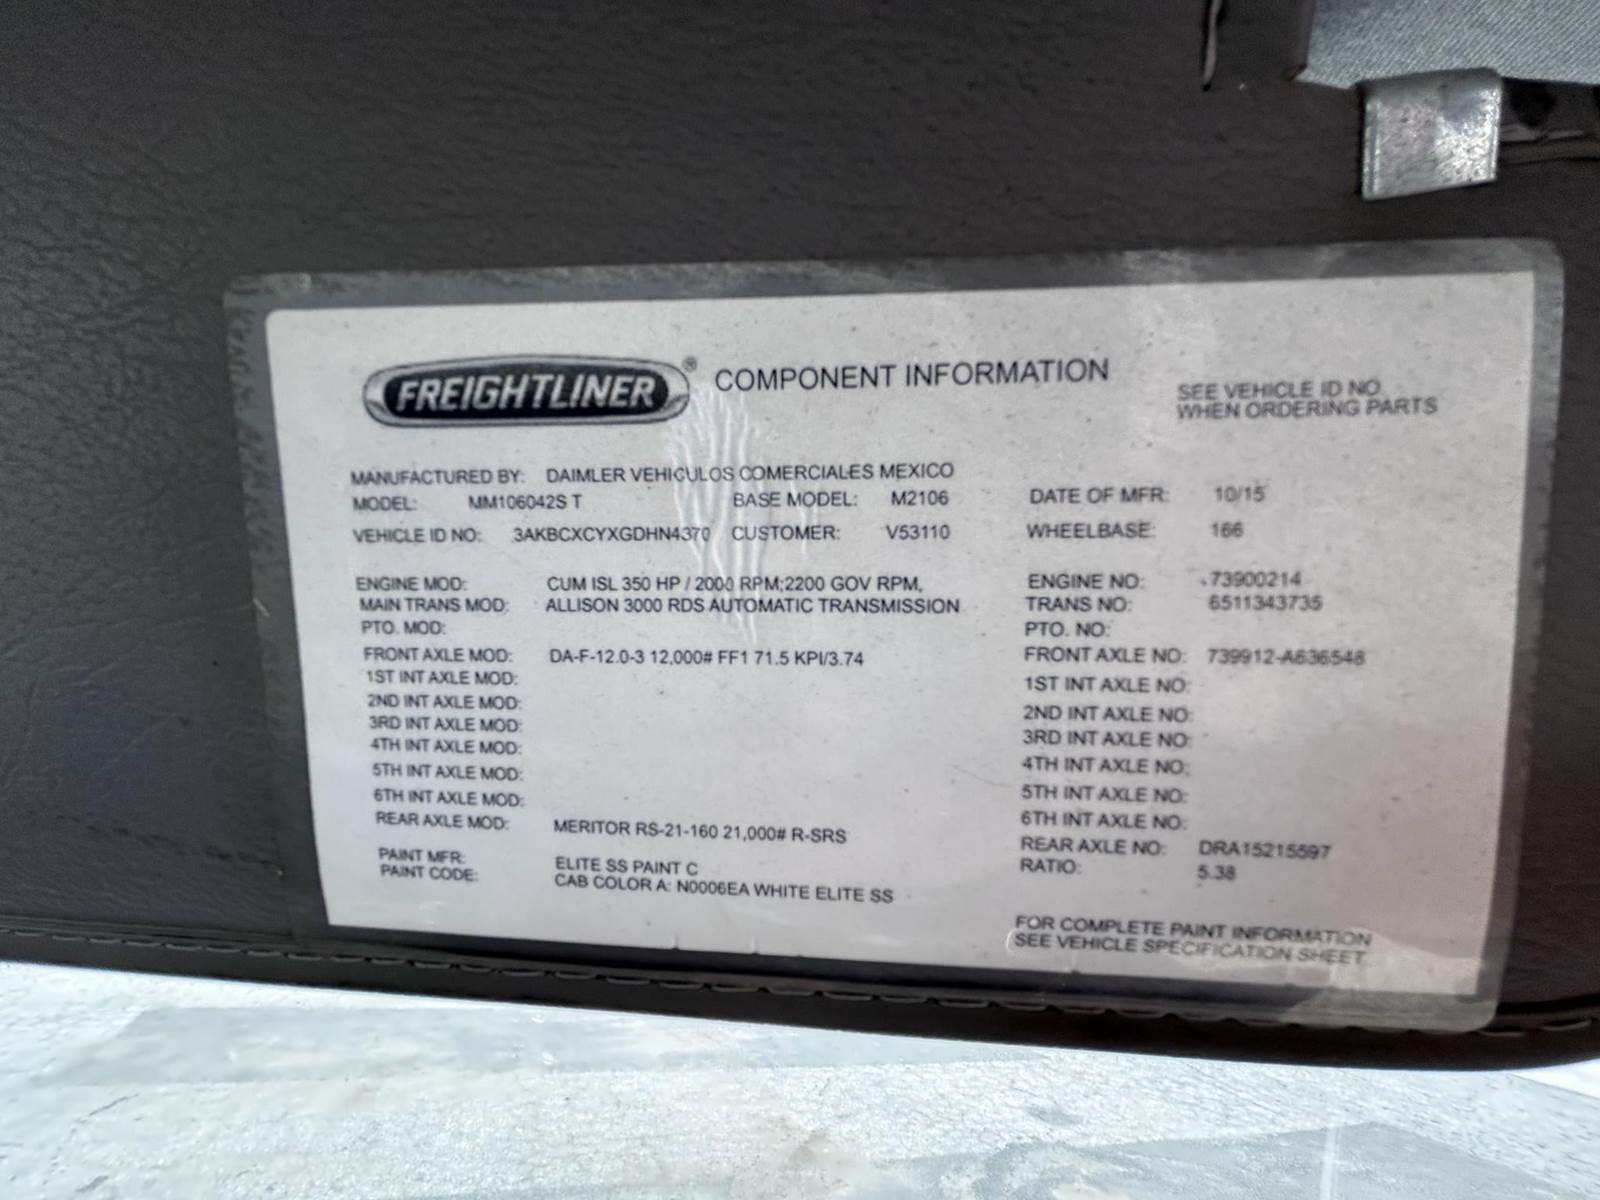 FREIGHTLINER® COMPONENT INFORMATION
SEE VEHICLE ID NO.
WHEN ORDERING PARTS
MANUFACTURED BY: DAIMLER VEHICULOS COMERCIALES MEXICO
MODEL: MM106042S T BASE MODEL: M2106 DATE OF MFR: 10/15
VEHICLE ID NO: 3AKBCXCYXGDHN4370 CUSTOMER: V53110 WHEELBASE: 166
ENGINE MOD: CUM ISL 350 HP / 2000 RPM;2200 GOV RPM, ENGINE NO: 73900214
MAIN TRANS MOD: ALLISON 3000 RDS AUTOMATIC TRANSMISSION TRANS NO: 6511343735
PTO. MOD: PTO. NO:
FRONT AXLE MOD: DA-F-12.0-3 12,000# FF1 71.5 KPI/3.74 FRONT AXLE NO: 739912-A636548
1ST INT AXLE MOD: 1ST INT AXLE NO:
2ND INT AXLE MOD: 2ND INT AXLE NO:
3RD INT AXLE MOD: 3RD INT AXLE NO:
4TH INT AXLE MOD: 4TH INT AXLE NO:
5TH INT AXLE MOD: 5TH INT AXLE NO:
6TH INT AXLE MOD: 6TH INT AXLE NO:
REAR AXLE MOD: MERITOR RS-21-160 21,000# R-SRS REAR AXLE NO: DRA15215597
RATIO: 5.38
PAINT MFR: ELITE SS PAINT C
PAINT CODE: CAB COLOR A: N0006EA WHITE ELITE SS
FOR COMPLETE PAINT INFORMATION
SEE VEHICLE SPECIFICATION SHEET